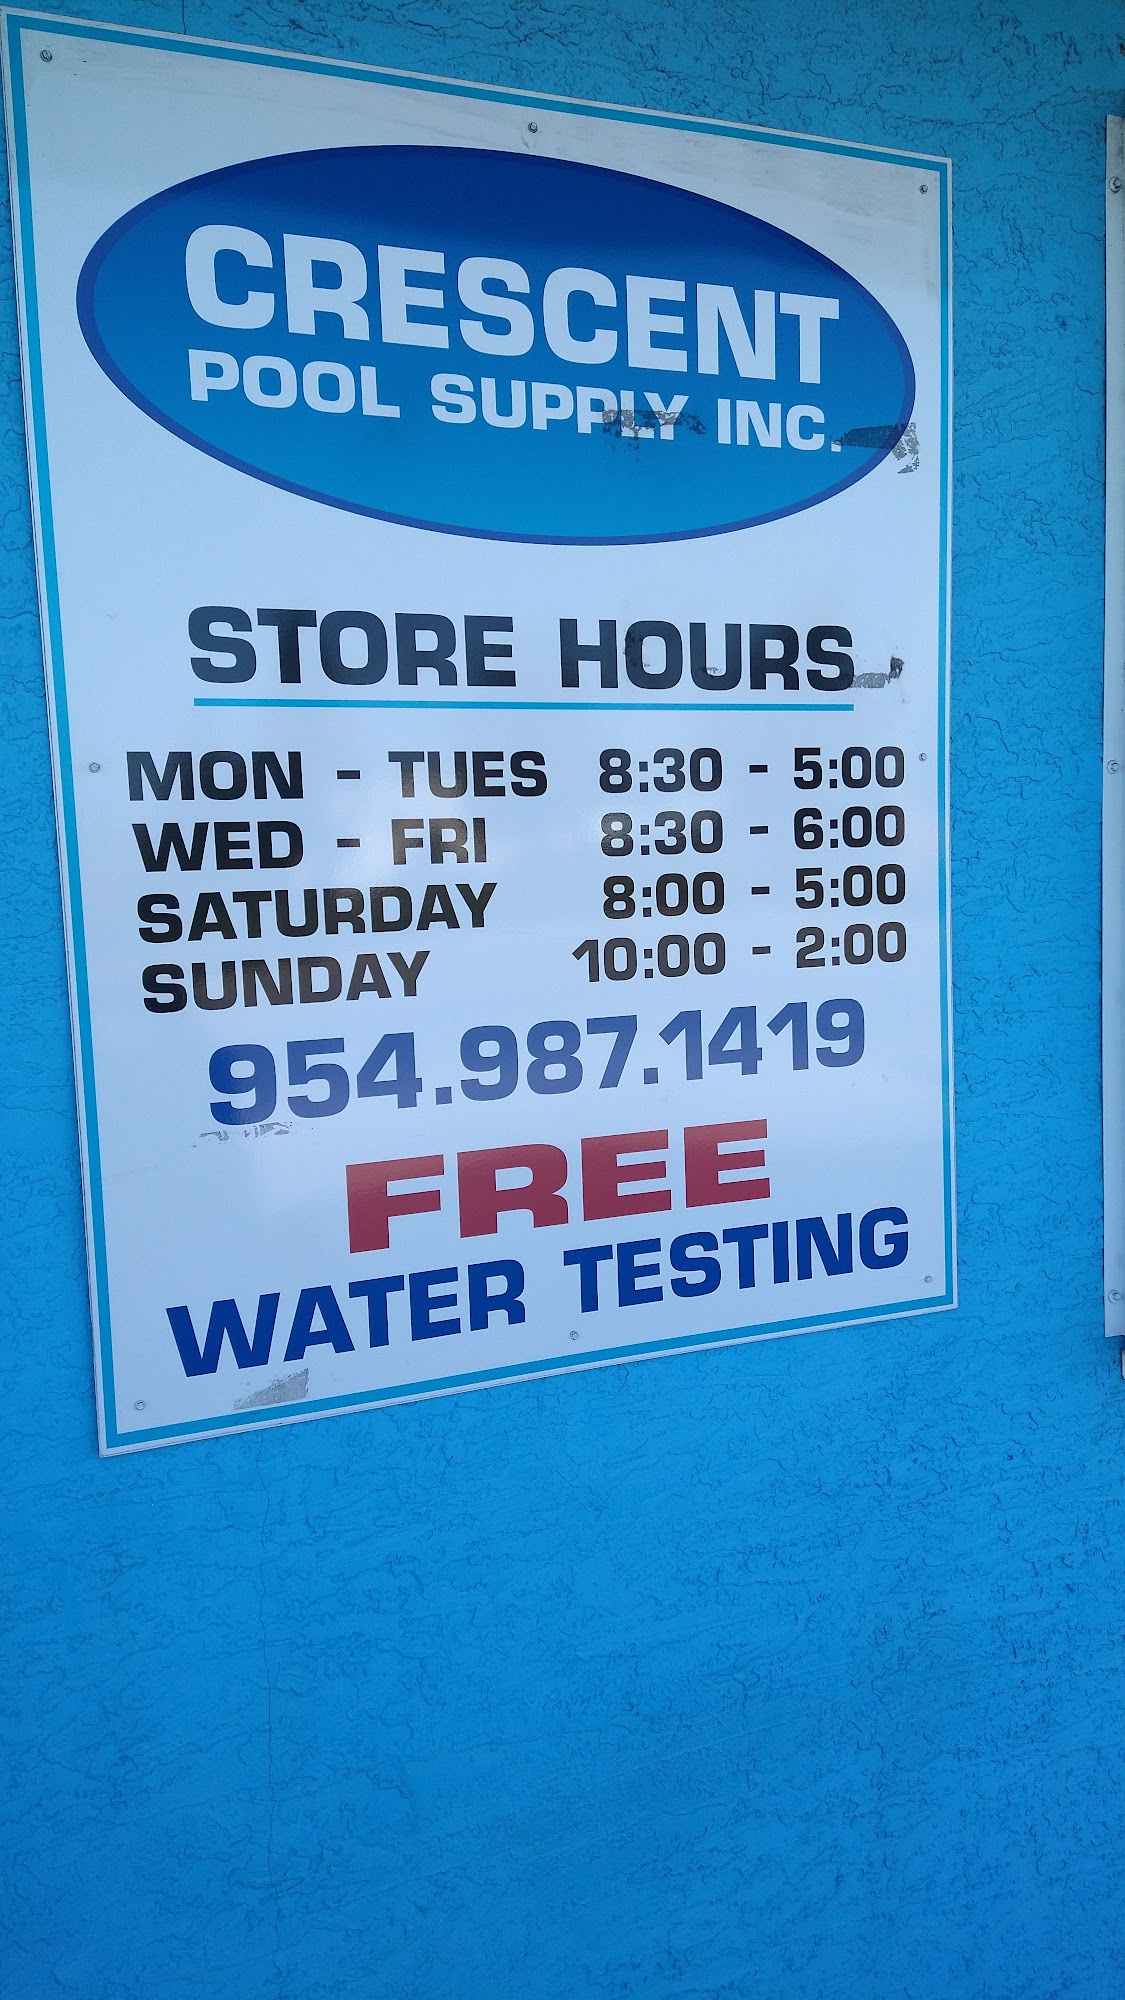 CRESCENT
POOL SUPPLY INC.
STORE HOURS
MON - TUES 8:30 - 5:00
WED - FRI 8:30 - 6:00
SATURDAY 8:00 - 5:00
SUNDAY 10:00 - 2:00
954.987.1419
FREE
WATER TESTING